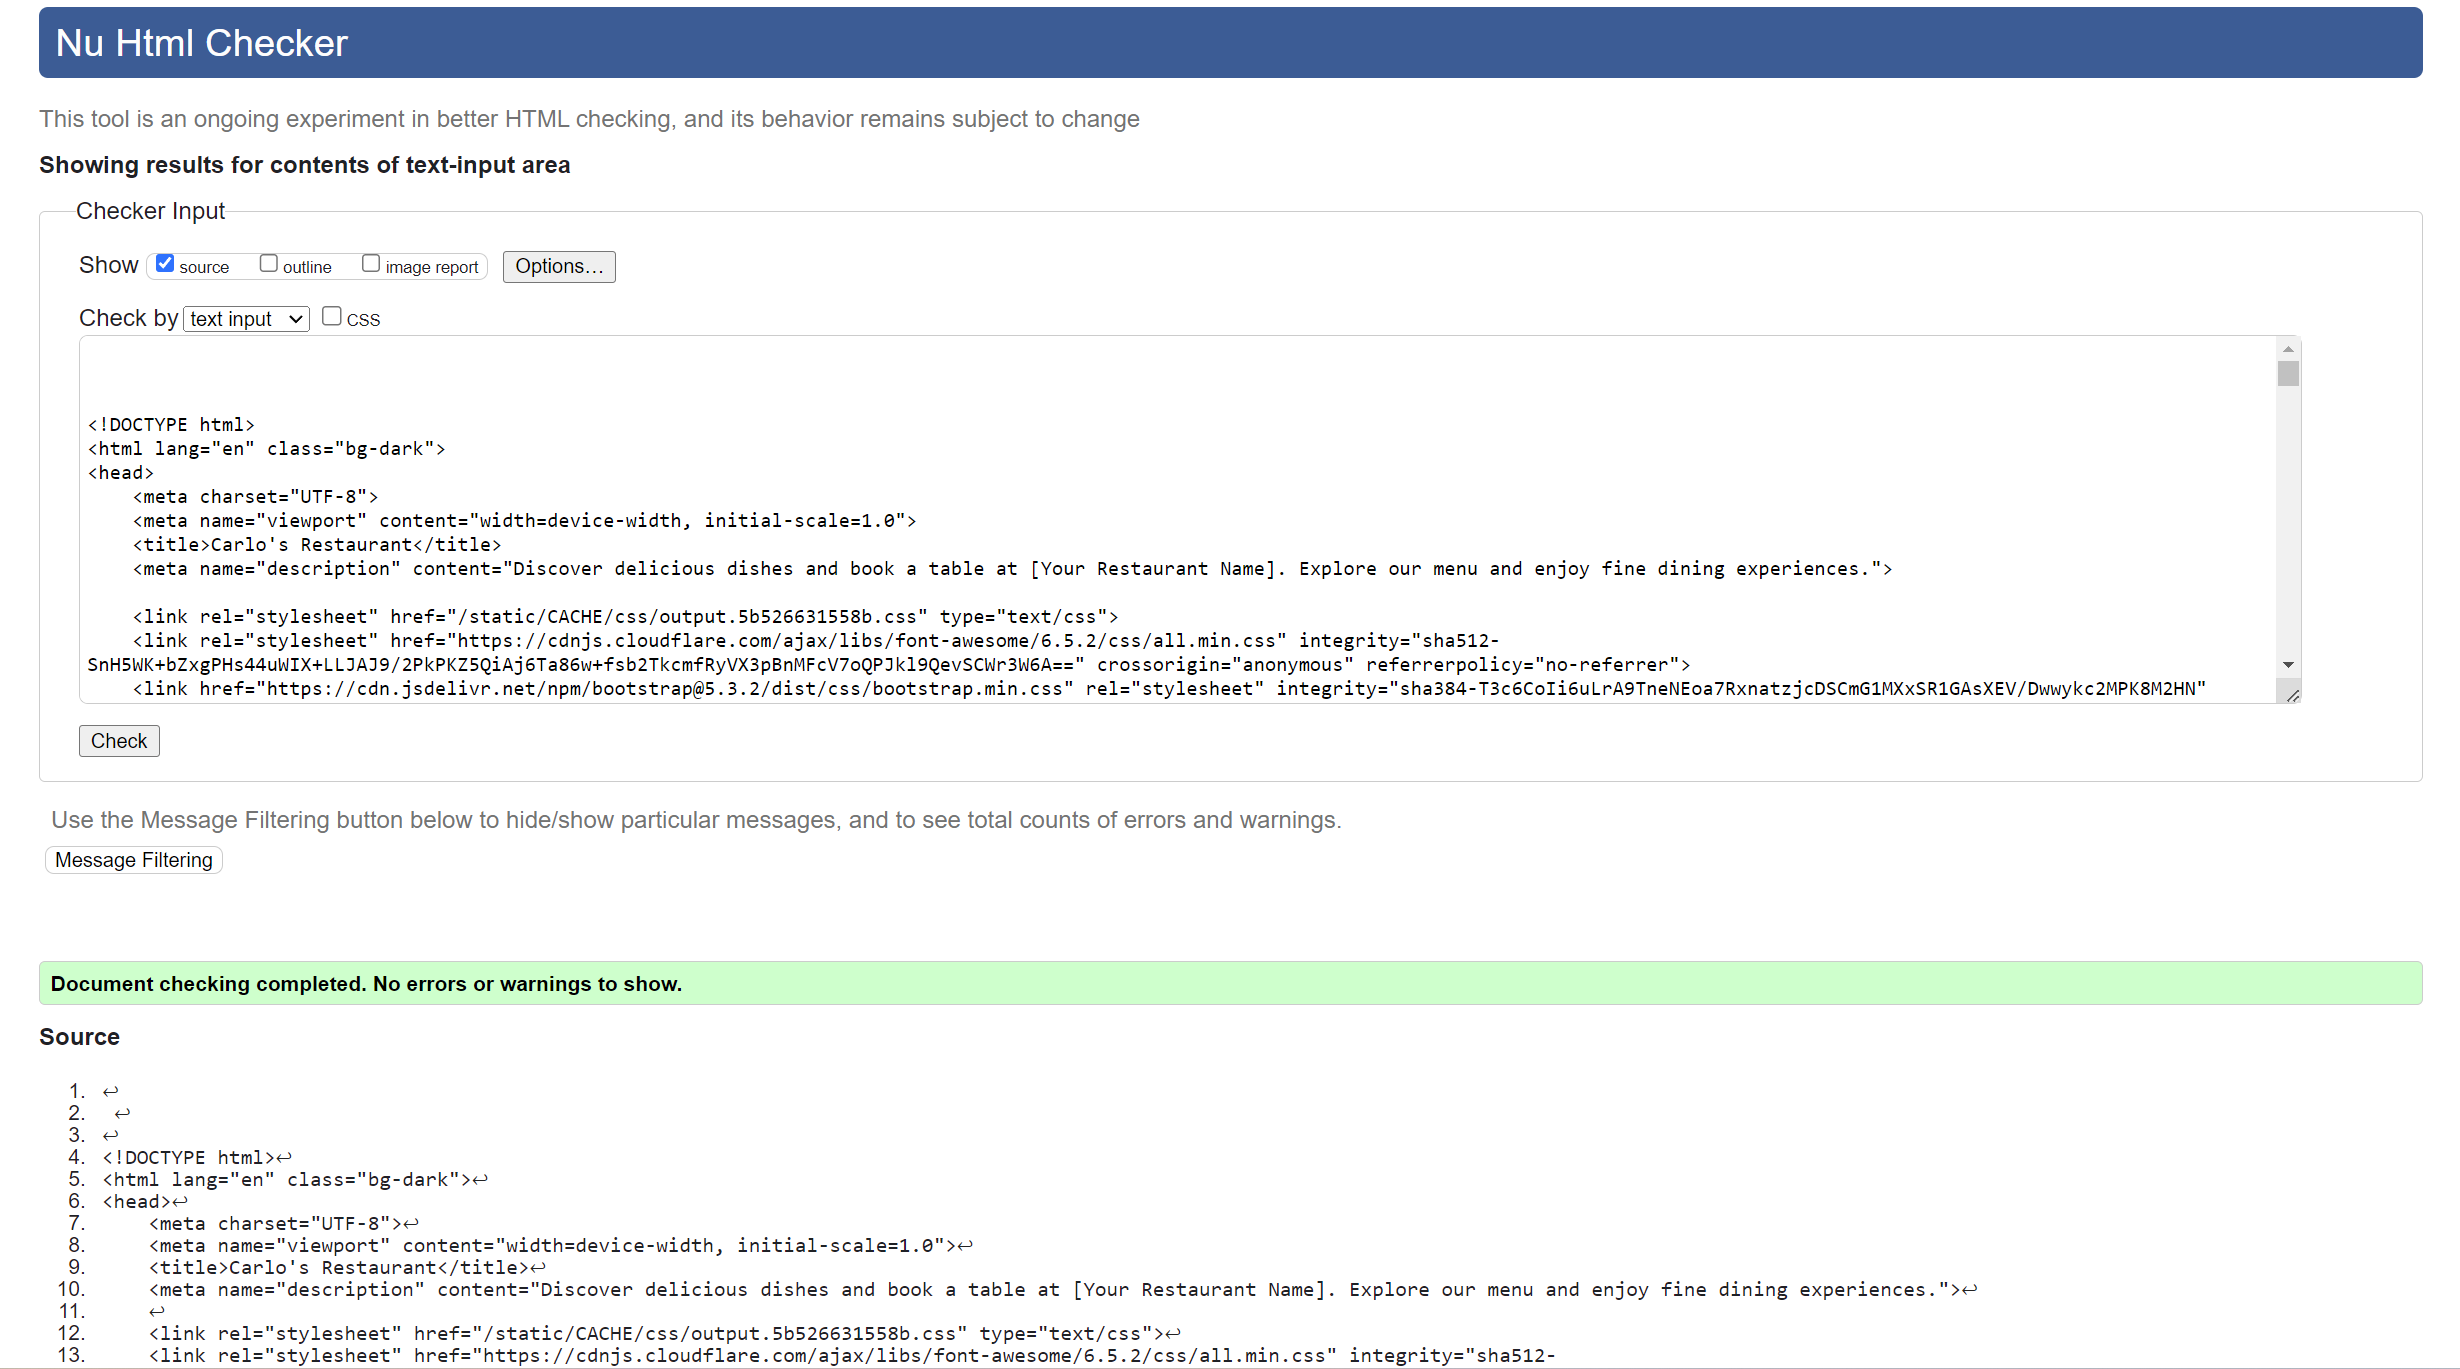 Nu Html Checker
This tool is an ongoing experiment in better HTML checking, and its behavior remains subject to change
Showing results for contents of text-input area
Checker Input
Show source outline image report Options...
Check by text input CSS
<!DOCTYPE html>
<html lang="en" class="bg-dark">
<head>
    <meta charset="UTF-8">
    <meta name="viewport" content="width=device-width, initial-scale=1.0">
    <title>Carlo's Restaurant</title>
    <meta name="description" content="Discover delicious dishes and book a table at [Your Restaurant Name]. Explore our menu and enjoy fine dining experiences.">
    <link rel="stylesheet" href="/static/CACHE/css/output.5b526631558b.css" type="text/css">
    <link rel="stylesheet" href="https://cdnjs.cloudflare.com/ajax/libs/font-awesome/6.5.2/css/all.min.css" integrity="sha512-
SnH5WK+bZxgPHs44uWIX+LLJAJ9/2PkPKZ5QiAj6Ta86w+fsb2TkcmfRyVX3pBnMFcV7oQPJkl9QevSCWr3W6A==" crossorigin="anonymous" referrerpolicy="no-referrer">
    <link href="https://cdn.jsdelivr.net/npm/bootstrap@5.3.2/dist/css/bootstrap.min.css" rel="stylesheet" integrity="sha384-T3c6CoIi6uLrA9TneNEoa7RxnatzjcDSCmG1MXxSR1GAsXEV/Dwwykc2MPK8M2HN"
Check
Use the Message Filtering button below to hide/show particular messages, and to see total counts of errors and warnings.
Message Filtering
Document checking completed. No errors or warnings to show.
Source
1. ↩
2. ↩
3. ↩
4. <!DOCTYPE html>↩
5. <html lang="en" class="bg-dark">↩
6. <head>↩
7.     <meta charset="UTF-8">↩
8.     <meta name="viewport" content="width=device-width, initial-scale=1.0">↩
9.     <title>Carlo's Restaurant</title>↩
10.     <meta name="description" content="Discover delicious dishes and book a table at [Your Restaurant Name]. Explore our menu and enjoy fine dining experiences.">↩
11.     ↩
12.     <link rel="stylesheet" href="/static/CACHE/css/output.5b526631558b.css" type="text/css">↩
13.     <link rel="stylesheet" href="https://cdnjs.cloudflare.com/ajax/libs/font-awesome/6.5.2/css/all.min.css" integrity="sha512-